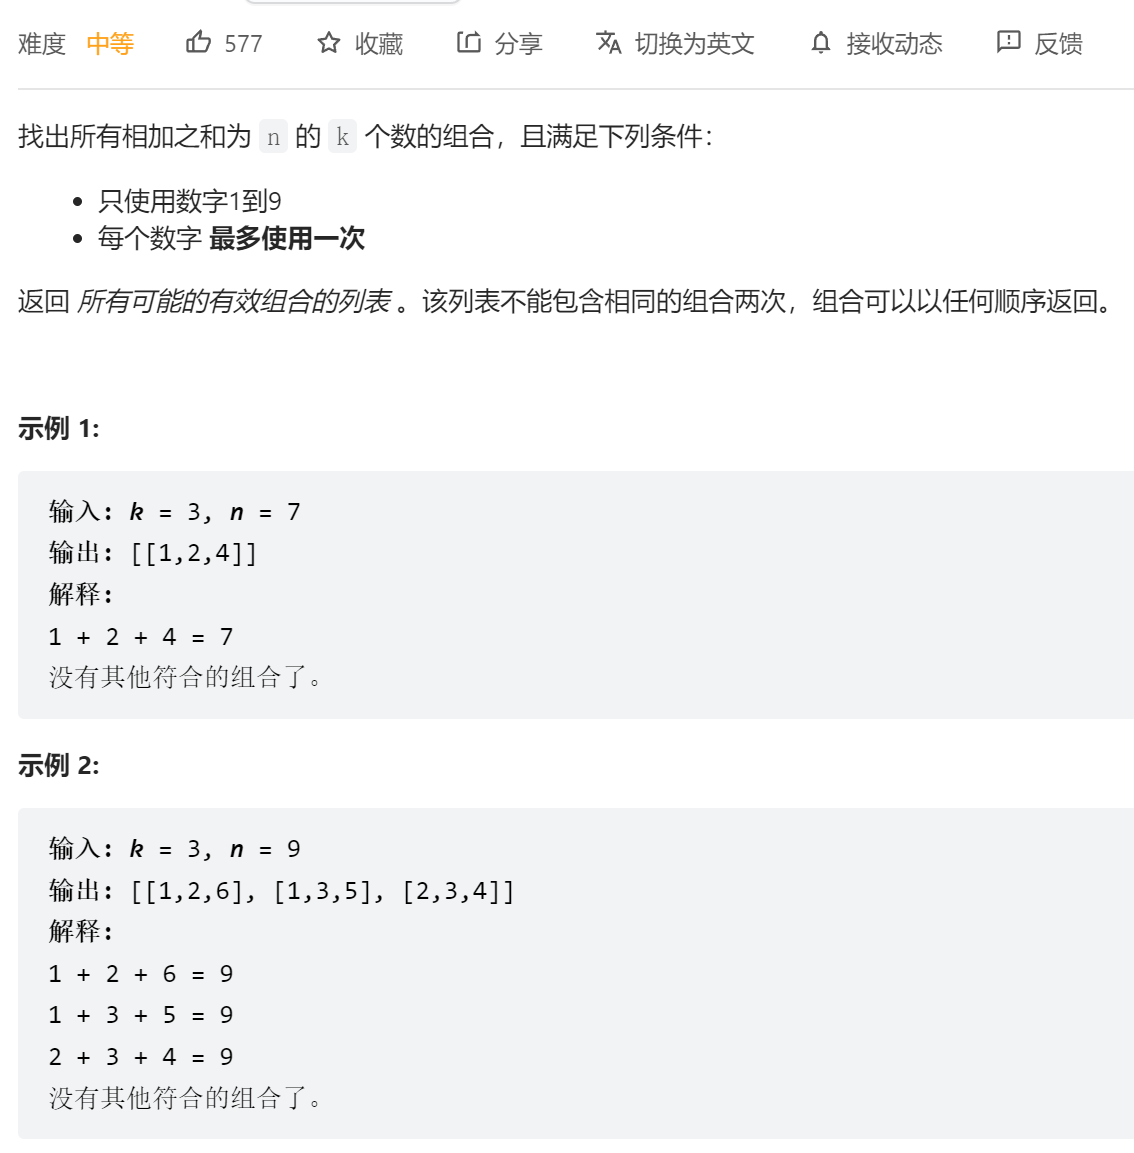 难度 中等 577 收藏 分享 切换为英文 接收动态 反馈
找出所有相加之和为 n 的 k 个数的组合，且满足下列条件：
只使用数字1到9
每个数字 最多使用一次
返回 所有可能的有效组合的列表 。该列表不能包含相同的组合两次，组合可以以任何顺序返回。
示例 1:
输入: k = 3, n = 7
输出: [[1,2,4]]
解释:
1 + 2 + 4 = 7
没有其他符合的组合了。
示例 2:
输入: k = 3, n = 9
输出: [[1,2,6], [1,3,5], [2,3,4]]
解释:
1 + 2 + 6 = 9
1 + 3 + 5 = 9
2 + 3 + 4 = 9
没有其他符合的组合了。